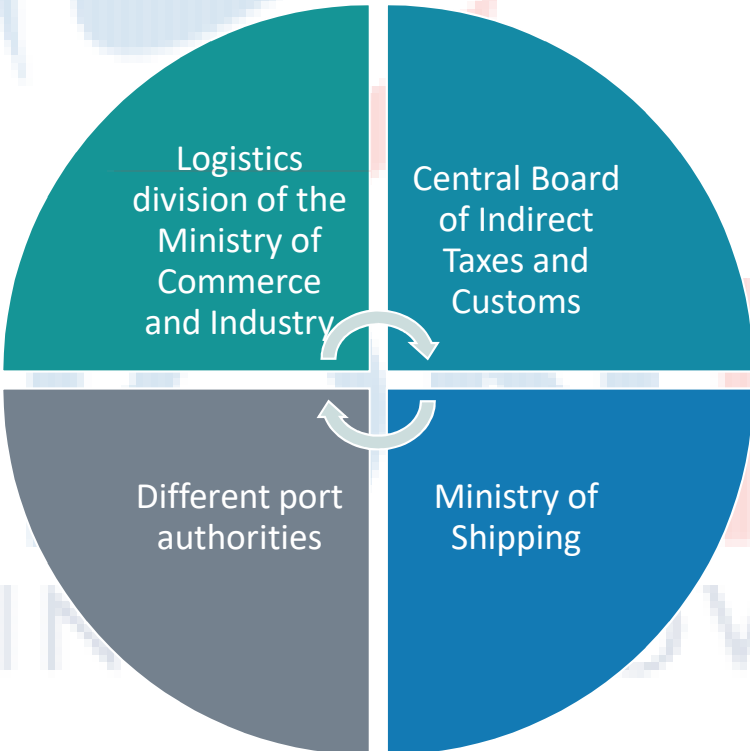 Logistics
division of the
Ministry of
Commerce
and Industry
Central Board
of Indirect
Taxes and
Customs
Different port
authorities
Ministry of
Shipping